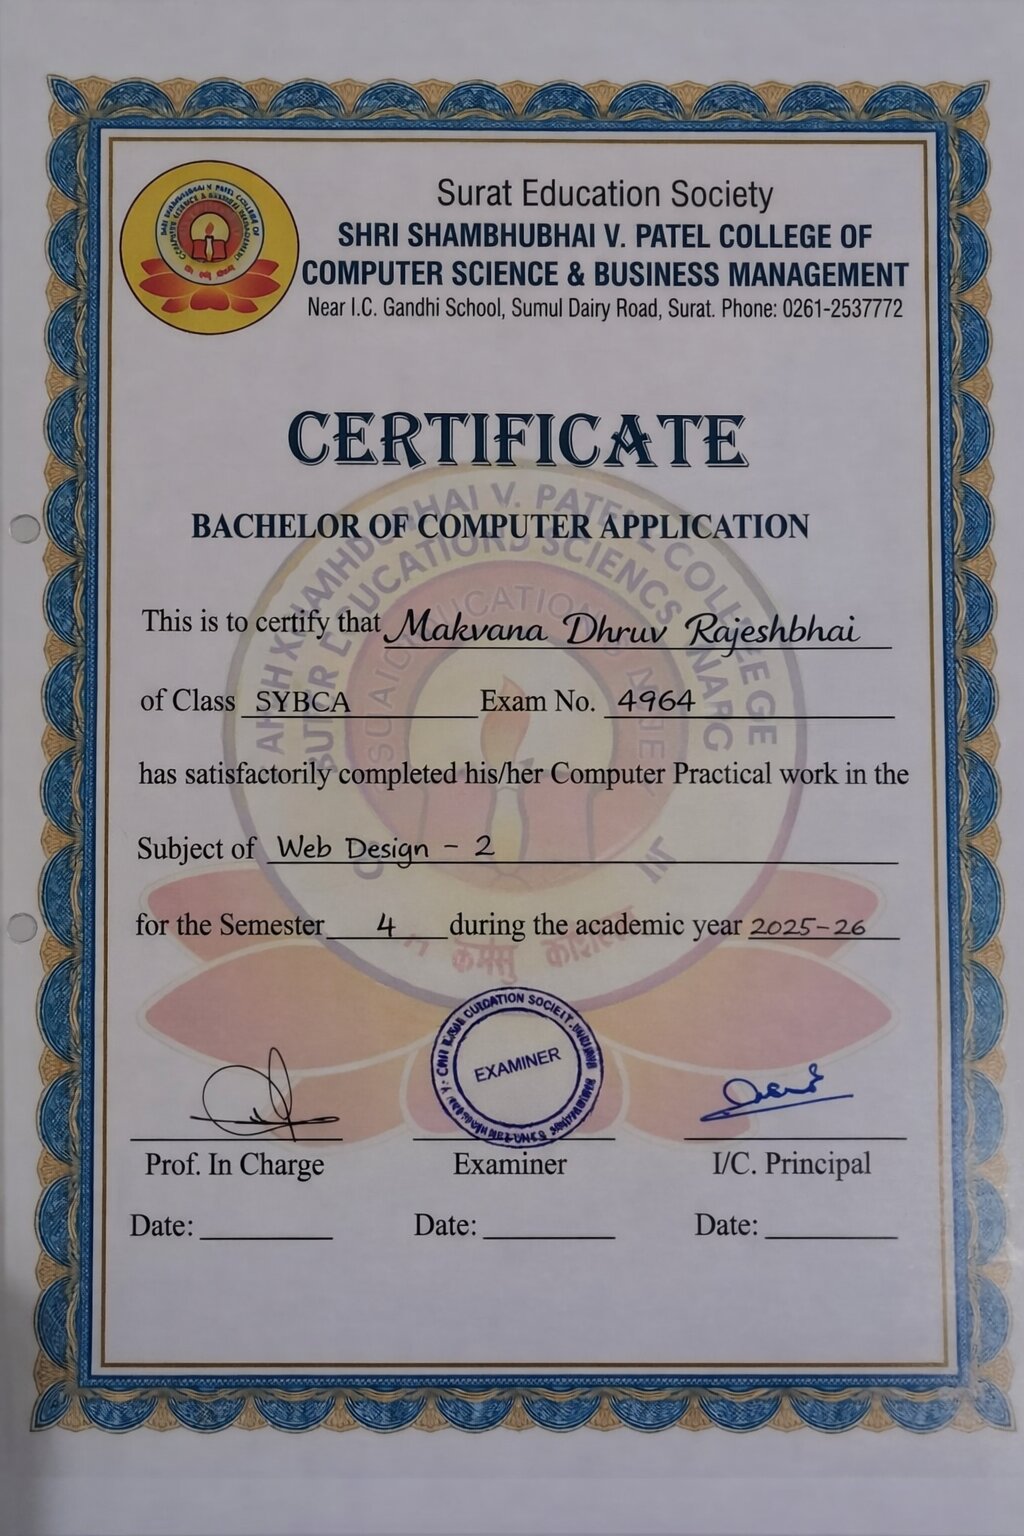 Surat Education Society
SHRI SHAMBHUBHAI V. PATEL COLLEGE OF
COMPUTER SCIENCE & BUSINESS MANAGEMENT
Near I.C. Gandhi School, Sumul Dairy Road, Surat. Phone: 0261-2537772
CERTIFICATE
BACHELOR OF COMPUTER APPLICATION
This is to certify that Makvana Dhruv Rajeshbhai
of Class SYBCA Exam No. 4964
has satisfactorily completed his/her Computer Practical work in the
Subject of Web Design - 2
for the Semester 4 during the academic year 2025-26
EXAMINER
Prof. In Charge Examiner I/C. Principal
Date: Date: Date: